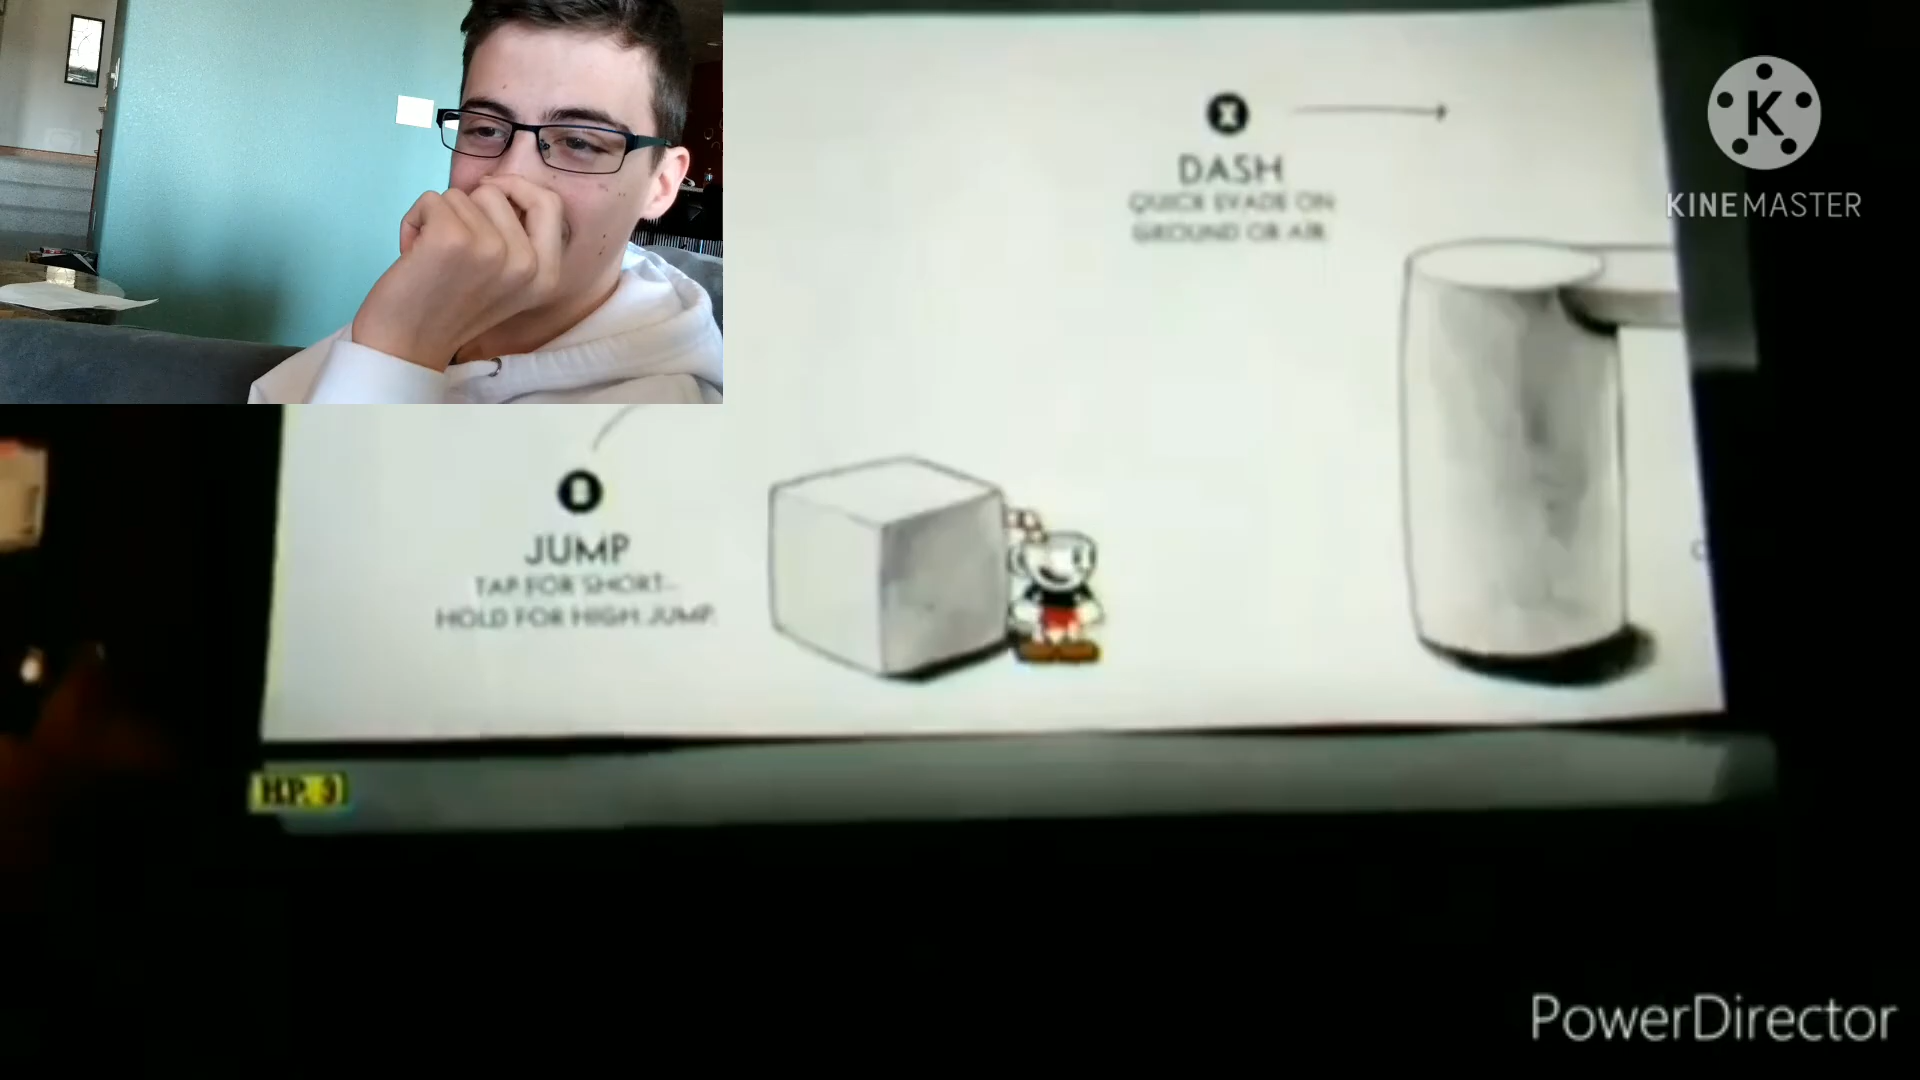 DASH
QUICK EVADE ON
GROUND OR AIR
K
KINEMASTER
JUMP
TAP FOR SHORT-
HOLD FOR HIGH JUMP.
HP. 3
PowerDirector